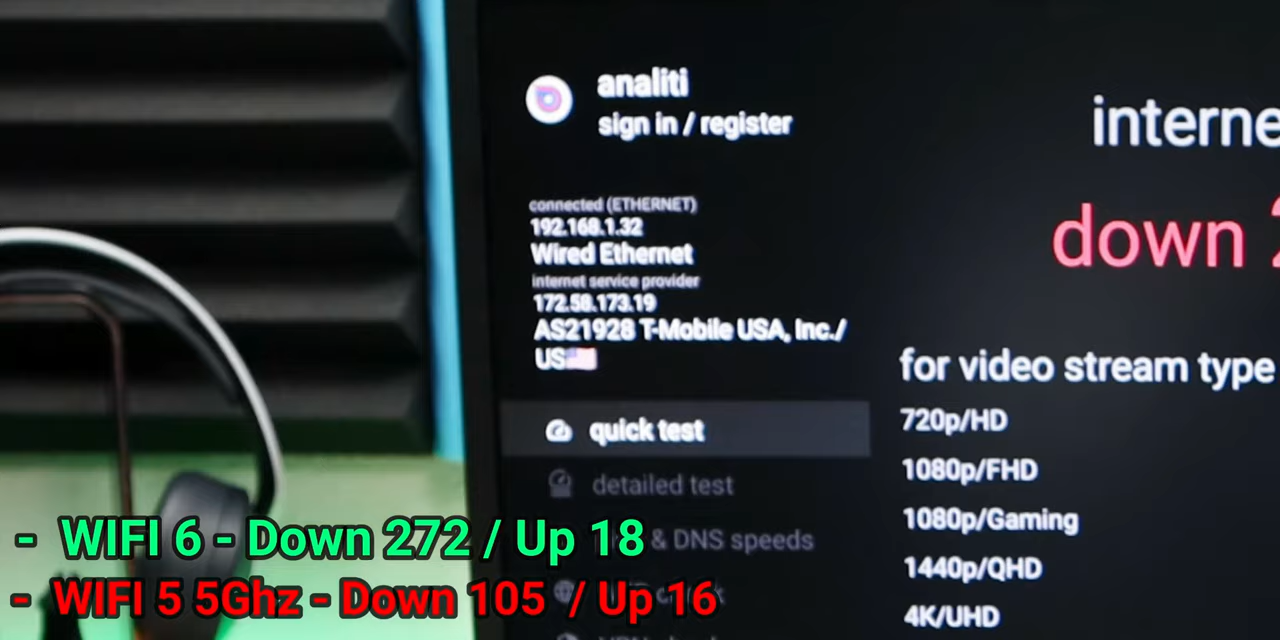 analiti
sign in / register
connected (ETHERNET)
192.168.1.32
Wired Ethernet
internet service provider
172.58.173.19
AS21928 T-Mobile USA, Inc./
US
quick test
detailed test
& DNS speeds
down
for video stream type
720p/HD
1080p/FHD
1080p/Gaming
1440p/QHD
4K/UHD
- WIFI 6 - Down 272 / Up 18
- WIFI 5 5Ghz - Down 105 / Up 16